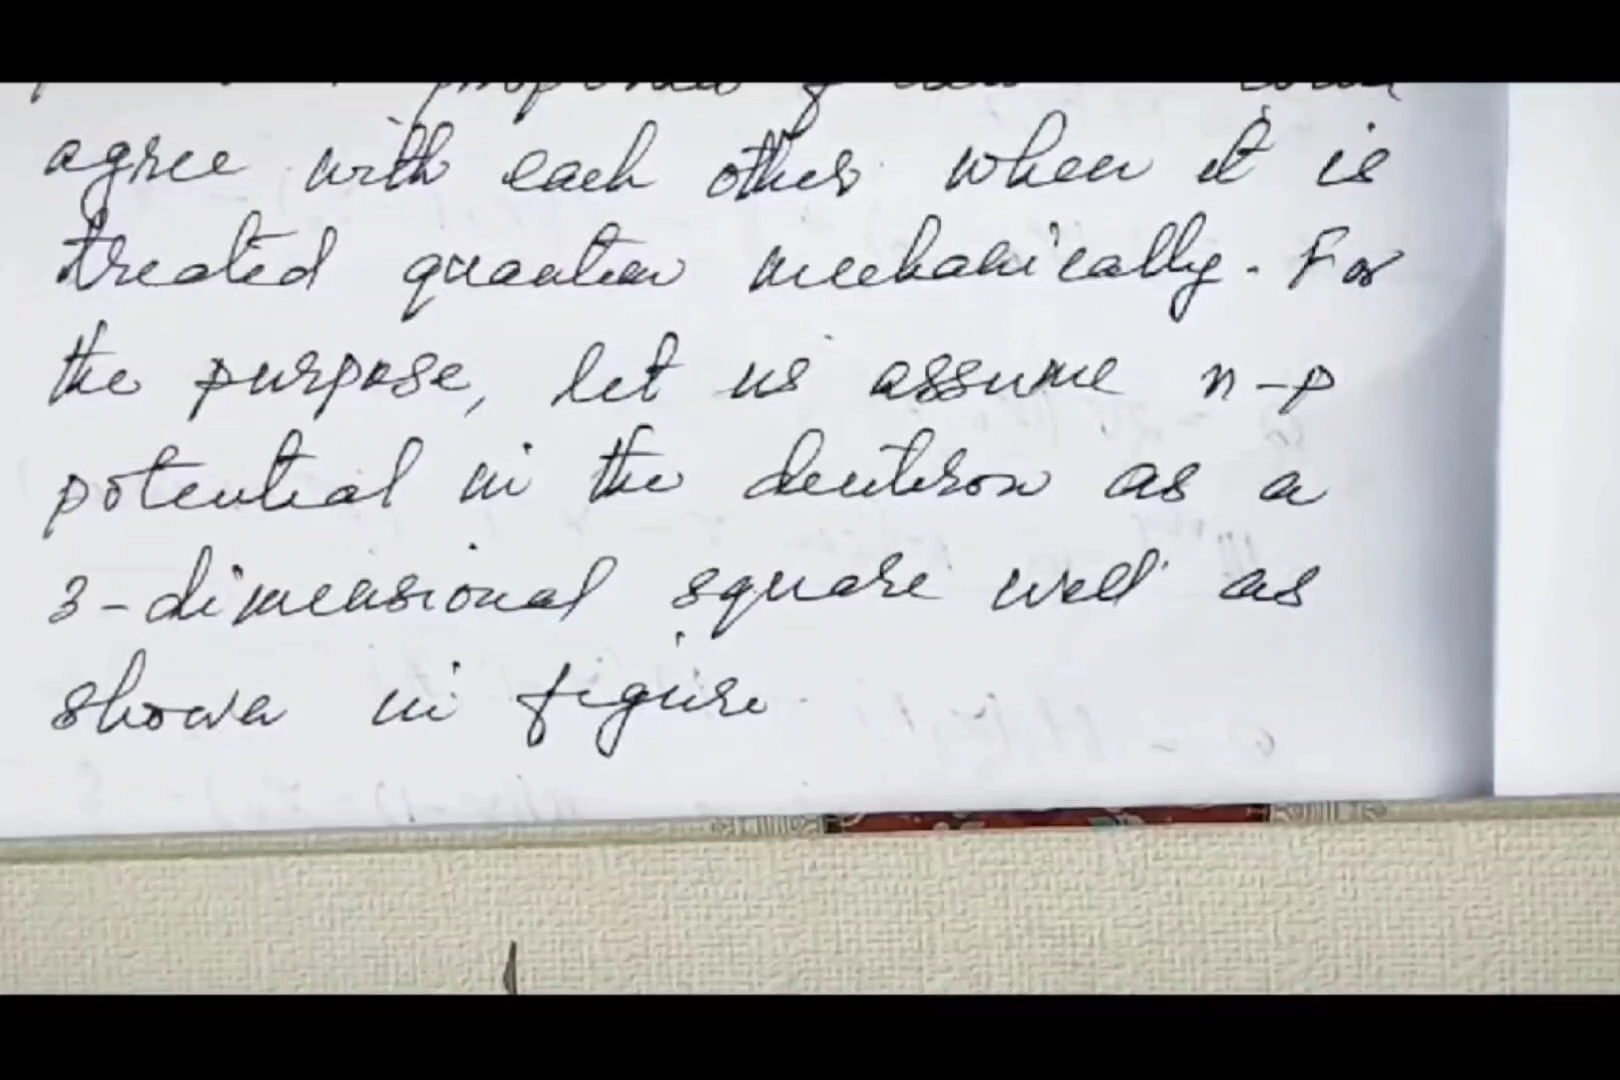 agree with each other when it is
treated quantum mechanically. For
the purpose, let us assume n-p
potential in the deuteron as a
3-dimensional square well as
shown in figure.